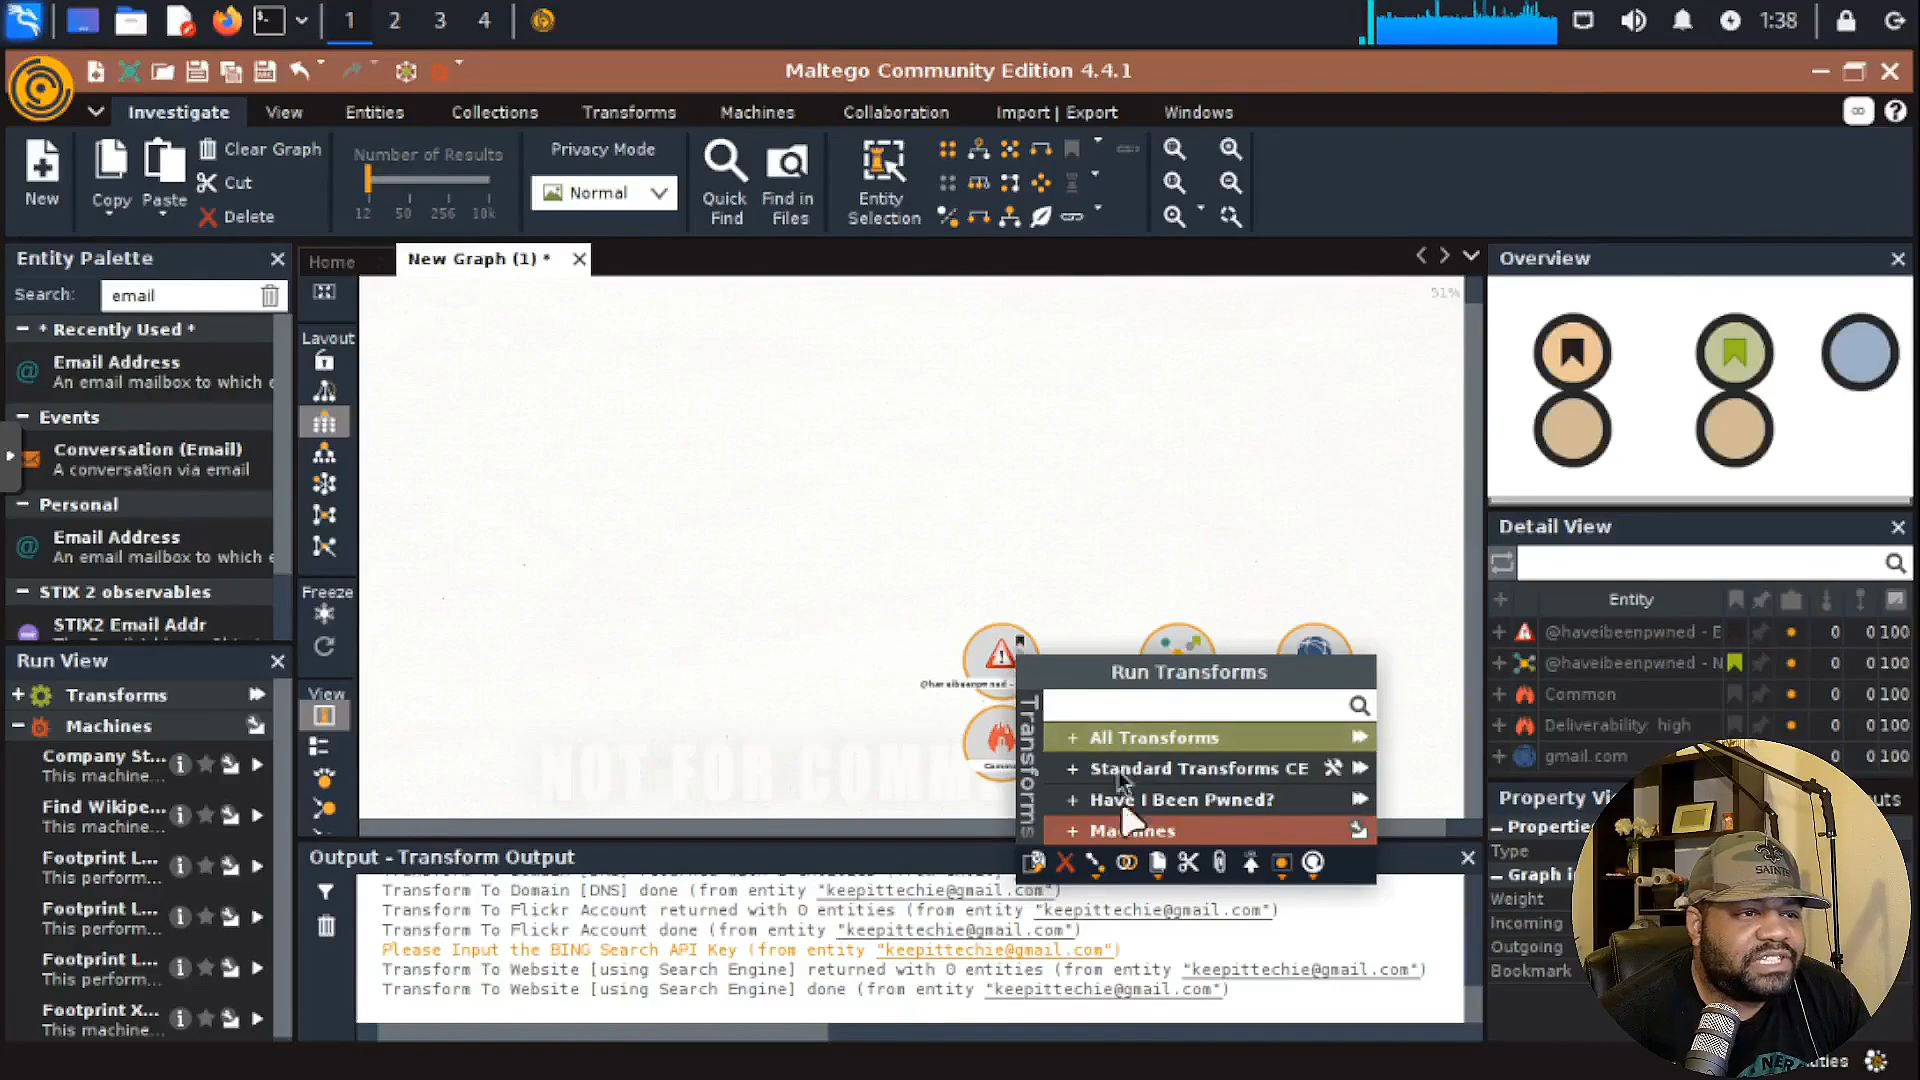 1 2 3 4
1:38
Maltego Community Edition 4.4.1
Investigate View Entities Collections Transforms Machines Collaboration Import | Export Windows
New
Copy
Paste
Clear Graph
Cut
Delete
Number of Results
12 50 256 10k
Privacy Mode
Normal
Quick
Find
Find in
Files
Entity
Selection
Entity Palette
Search: email
* Recently Used *
Email Address
An email mailbox to which e
Events
Conversation (Email)
A conversation via email
Personal
Email Address
An email mailbox to which e
STIX 2 observables
STIX2 Email Addr
Run View
Transforms
Machines
Company St...
This machine...
Find Wikipe...
This machine...
Footprint L...
This perform...
Footprint L...
This perform...
Footprint L...
This perform...
Footprint X...
This machine...
Home
New Graph (1) *
Layout
Freeze
View
51%
@haveibeenpwned -
NOT FOR COMM
Run Transforms
Transforms
All Transforms
Standard Transforms CE
Have I Been Pwned?
Machines
Output - Transform Output
Transform To Domain [DNS] done (from entity "keepittechie@gmail.com")
Transform To Flickr Account returned with 0 entities (from entity "keepittechie@gmail.com")
Transform To Flickr Account done (from entity "keepittechie@gmail.com")
Please Input the BING Search API Key (from entity "keepittechie@gmail.com")
Transform To Website [using Search Engine] returned with 0 entities (from entity "keepittechie@gmail.com")
Transform To Website [using Search Engine] done (from entity "keepittechie@gmail.com")
Overview
Detail View
Entity
@haveibeenpwned - E 0 0 100
@haveibeenpwned - N 0 0 100
Common 0 0 100
Deliverability: high 0 0 100
gmail.com 0 0 100
Property Vi
uts
Properties
Type
Graph in
Weight
Incoming
Outgoing
Bookmark
SAINTS